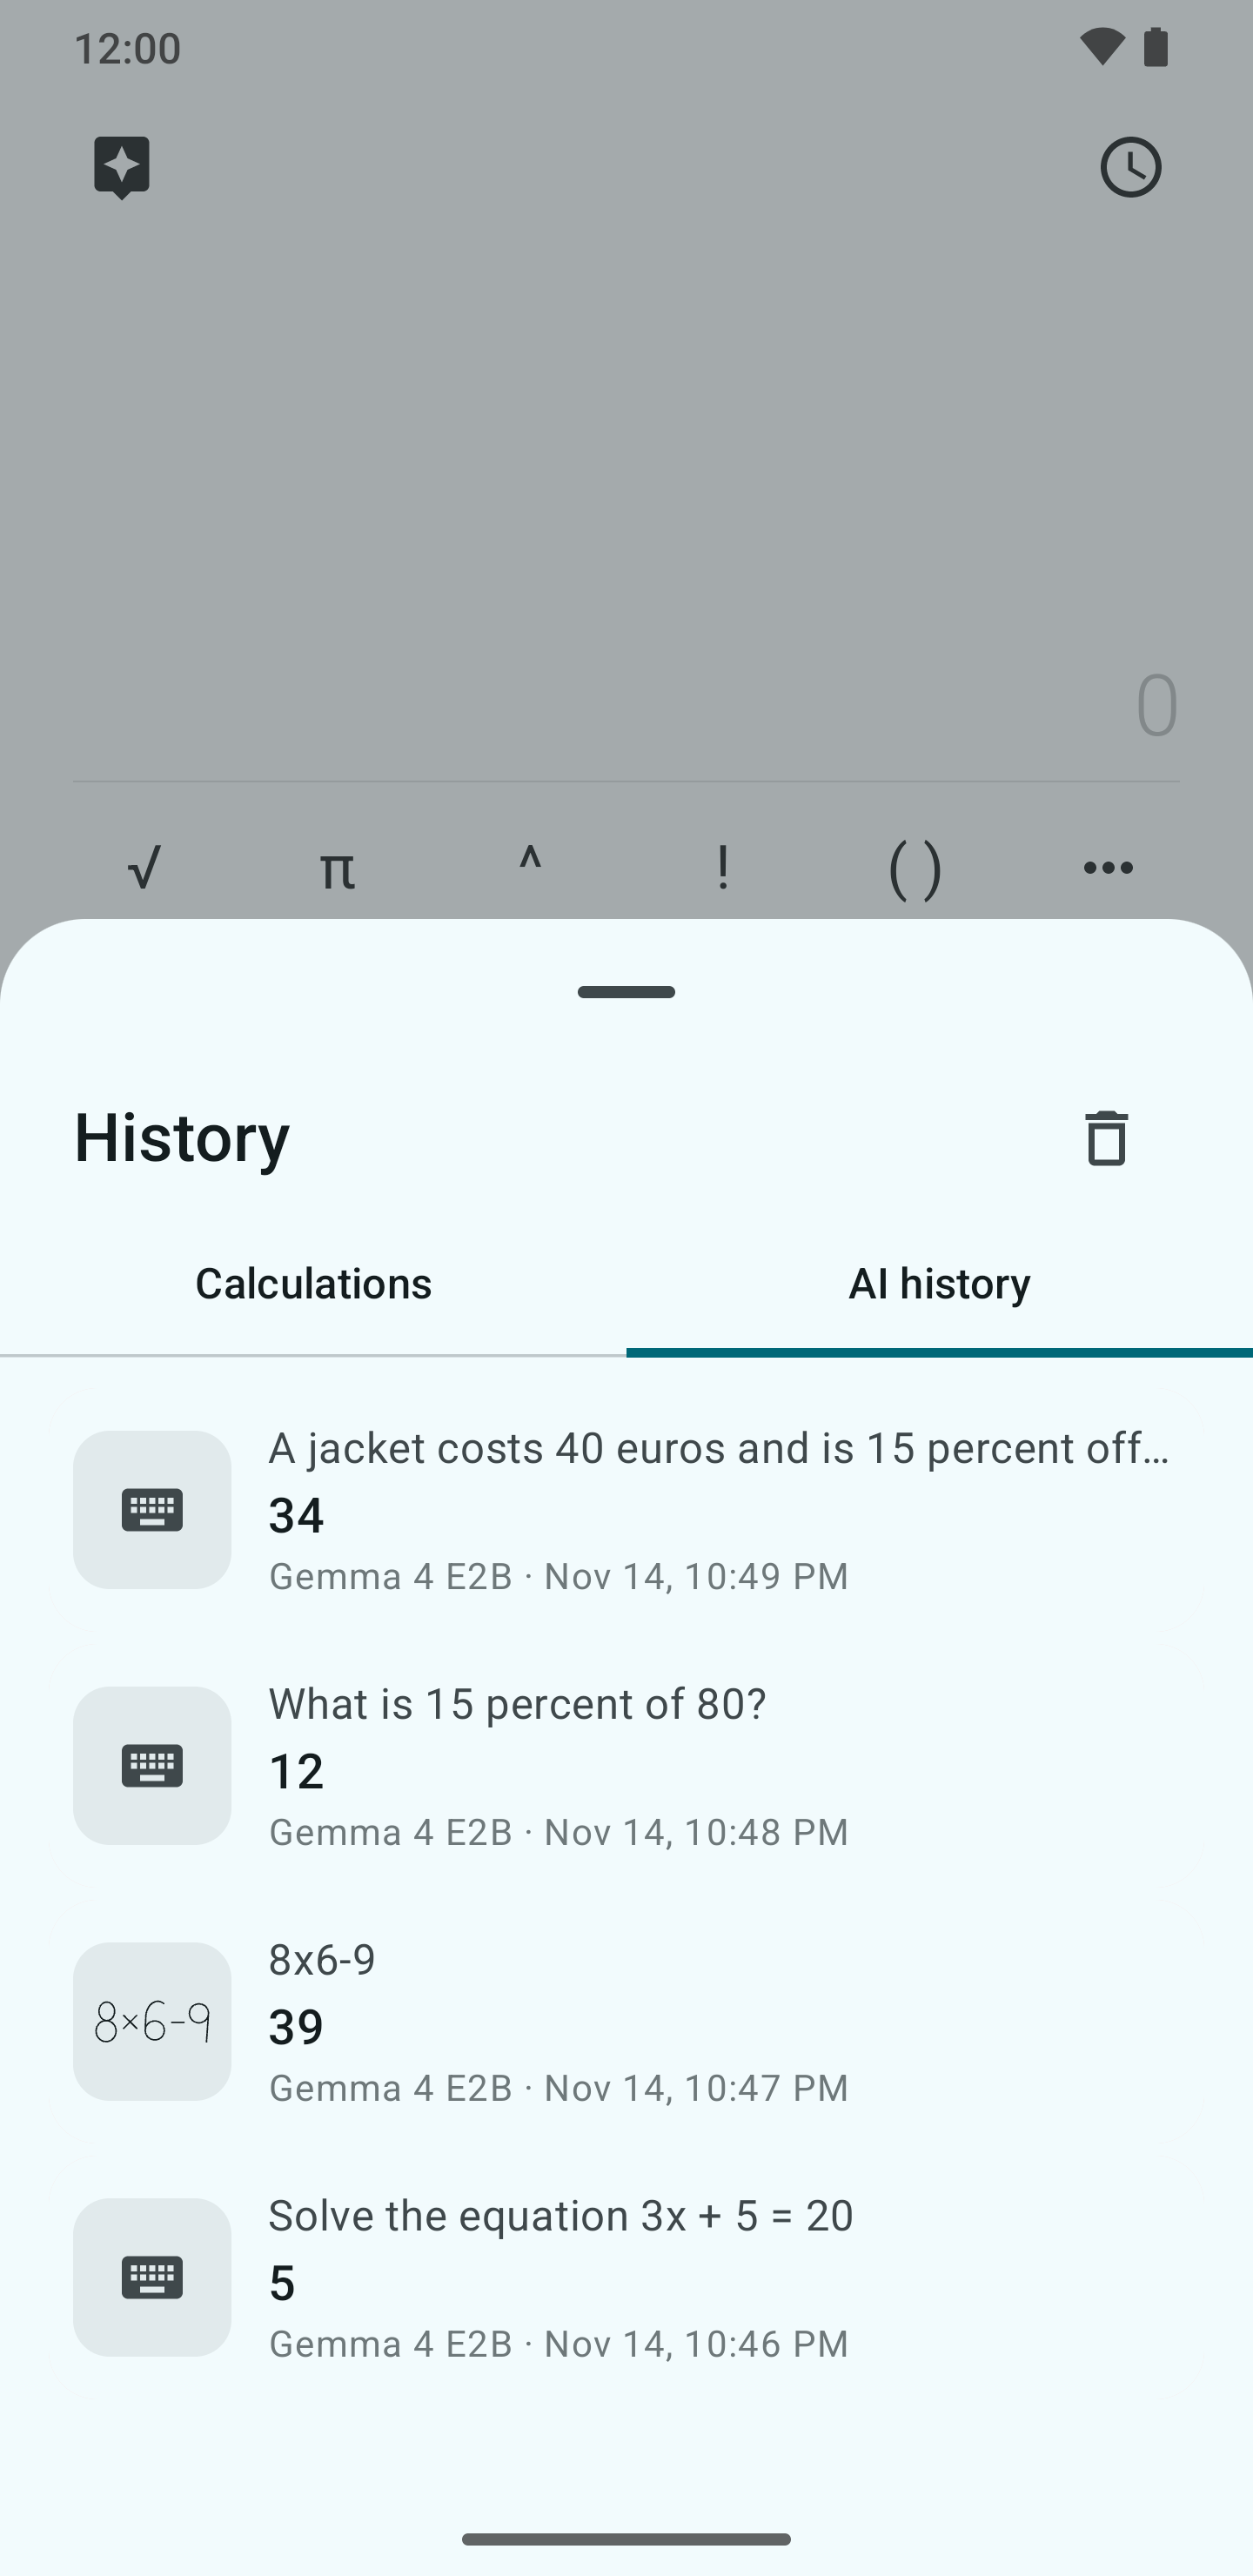 12:00
0
√ π ^ ! ( ) •••
History
Calculations AI history
A jacket costs 40 euros and is 15 percent off…
34
Gemma 4 E2B · Nov 14, 10:49 PM
What is 15 percent of 80?
12
Gemma 4 E2B · Nov 14, 10:48 PM
8x6-9
8×6-9
39
Gemma 4 E2B · Nov 14, 10:47 PM
Solve the equation 3x + 5 = 20
5
Gemma 4 E2B · Nov 14, 10:46 PM